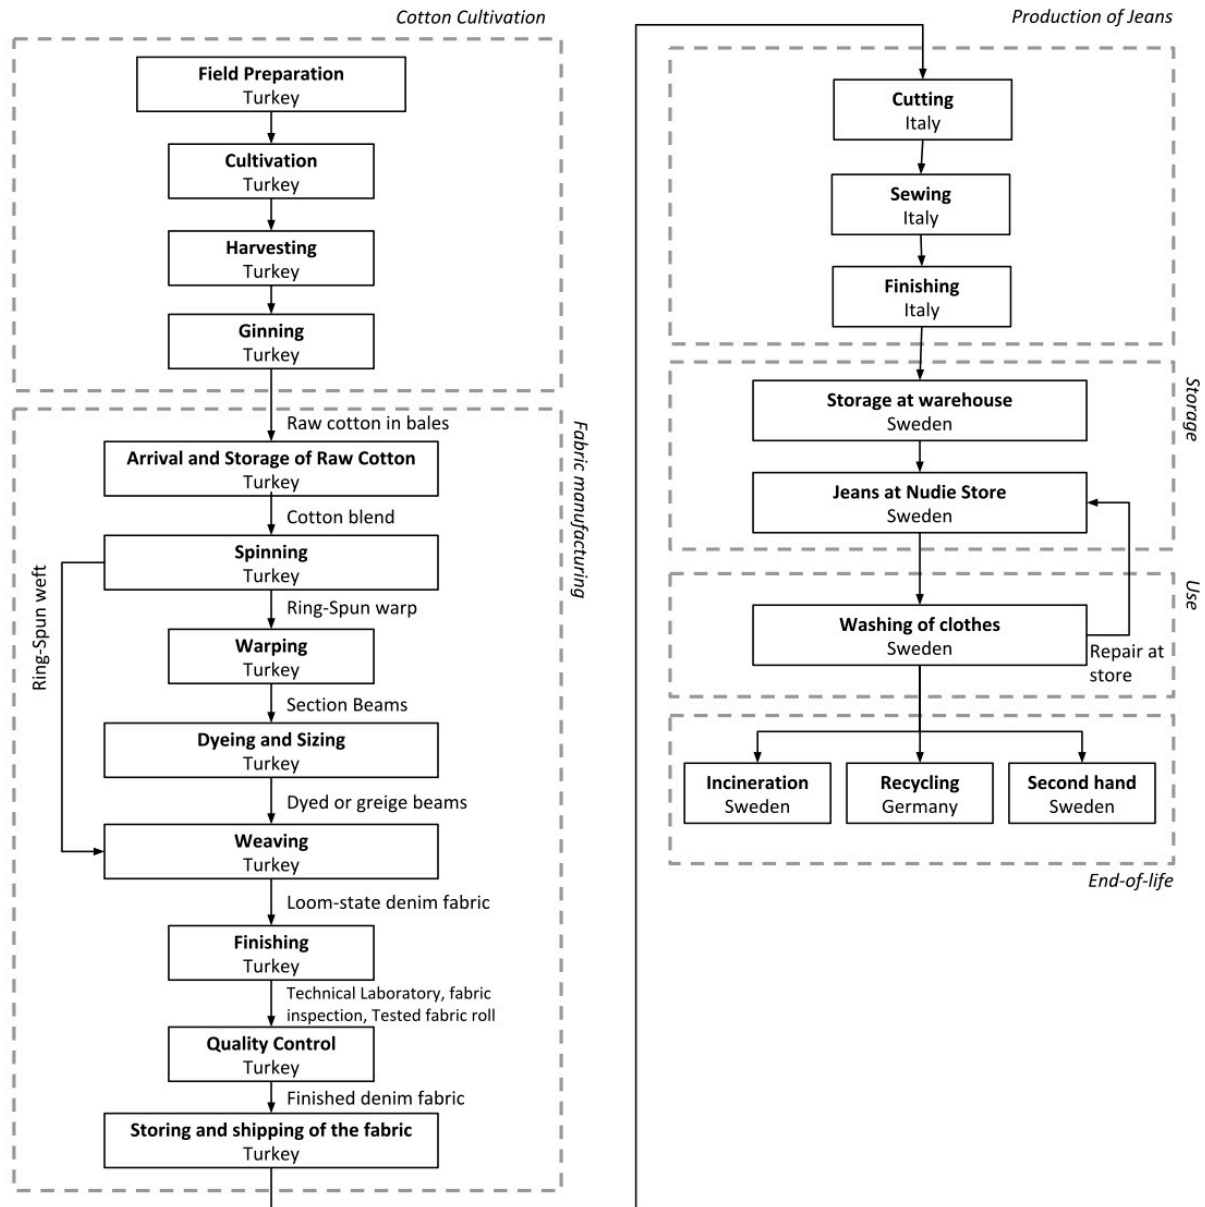 Cotton Cultivation
Field Preparation
Turkey
Cultivation
Turkey
Harvesting
Turkey
Ginning
Turkey
Raw cotton in bales
Fabric manufacturing
Arrival and Storage of Raw Cotton
Turkey
Cotton blend
Spinning
Turkey
Ring-Spun weft
Ring-Spun warp
Warping
Turkey
Section Beams
Dyeing and Sizing
Turkey
Dyed or greige beams
Weaving
Turkey
Loom-state denim fabric
Finishing
Turkey
Technical Laboratory, fabric
inspection, Tested fabric roll
Quality Control
Turkey
Finished denim fabric
Storing and shipping of the fabric
Turkey
Production of Jeans
Cutting
Italy
Sewing
Italy
Finishing
Italy
Storage
Storage at warehouse
Sweden
Jeans at Nudie Store
Sweden
Use
Washing of clothes
Sweden
Repair at
store
Incineration
Sweden
Recycling
Germany
Second hand
Sweden
End-of-life